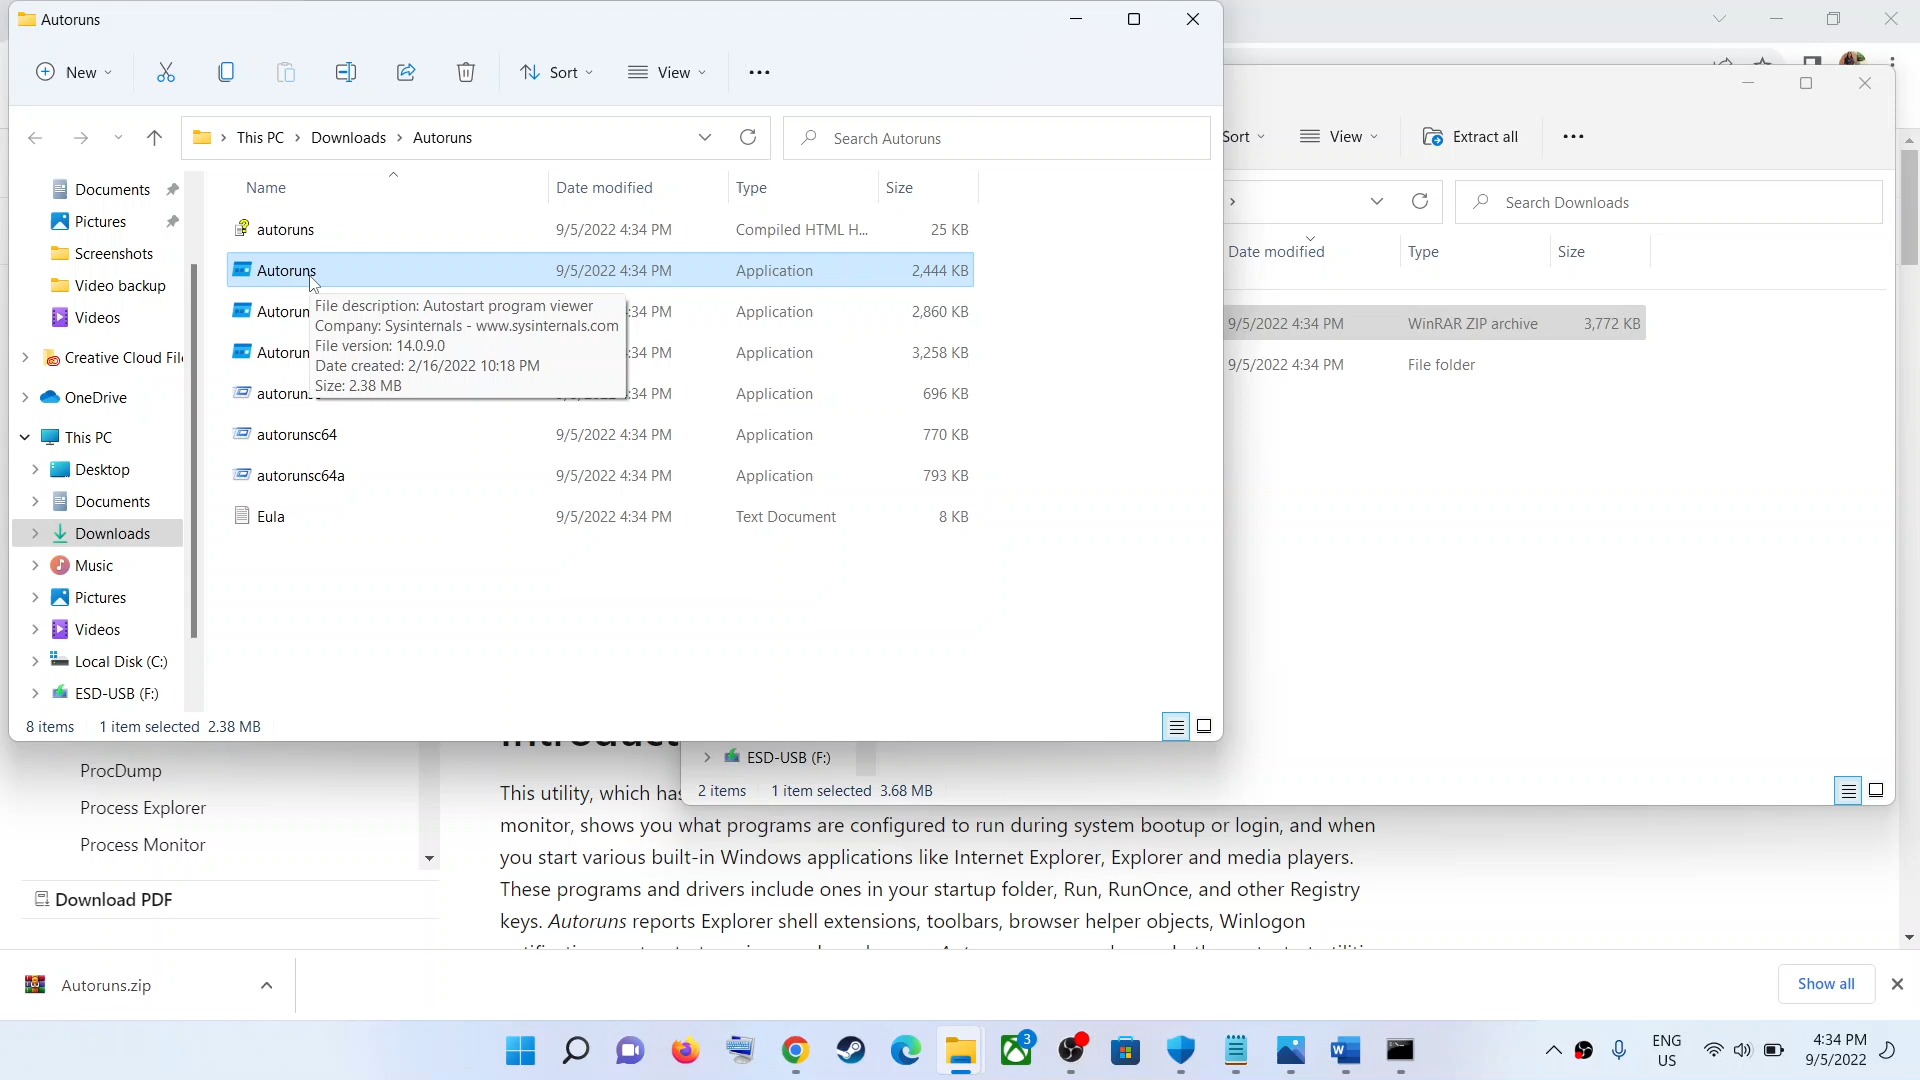 Autoruns
New
Sort
View
This PC > Downloads > Autoruns
Search Autoruns
Name
Date modified
Type
Size
autoruns 9/5/2022 4:34 PM Compiled HTML H... 25 KB
Autoruns 9/5/2022 4:34 PM Application 2,444 KB
:34 PM Application 2,860 KB
:34 PM Application 3,258 KB
:34 PM Application 696 KB
autorunsc64 9/5/2022 4:34 PM Application 770 KB
autorunsc64a 9/5/2022 4:34 PM Application 793 KB
Eula 9/5/2022 4:34 PM Text Document 8 KB
File description: Autostart program viewer
Company: Sysinternals - www.sysinternals.com
File version: 14.0.9.0
Date created: 2/16/2022 10:18 PM
Size: 2.38 MB
Documents
Pictures
Screenshots
Video backup
Videos
Creative Cloud File
OneDrive
This PC
Desktop
Documents
Downloads
Music
Pictures
Videos
Local Disk (C:)
ESD-USB (F:)
8 items 1 item selected 2.38 MB
Sort
View
Extract all
Search Downloads
Date modified
Type
Size
9/5/2022 4:34 PM WinRAR ZIP archive 3,772 KB
9/5/2022 4:34 PM File folder
ESD-USB (F:)
2 items 1 item selected 3.68 MB
ProcDump
Process Explorer
Process Monitor
Download PDF
This utility, which has
monitor, shows you what programs are configured to run during system bootup or login, and when
you start various built-in Windows applications like Internet Explorer, Explorer and media players.
These programs and drivers include ones in your startup folder, Run, RunOnce, and other Registry
keys. Autoruns reports Explorer shell extensions, toolbars, browser helper objects, Winlogon
Autoruns.zip
Show all
3
ENG
US
4:34 PM
9/5/2022